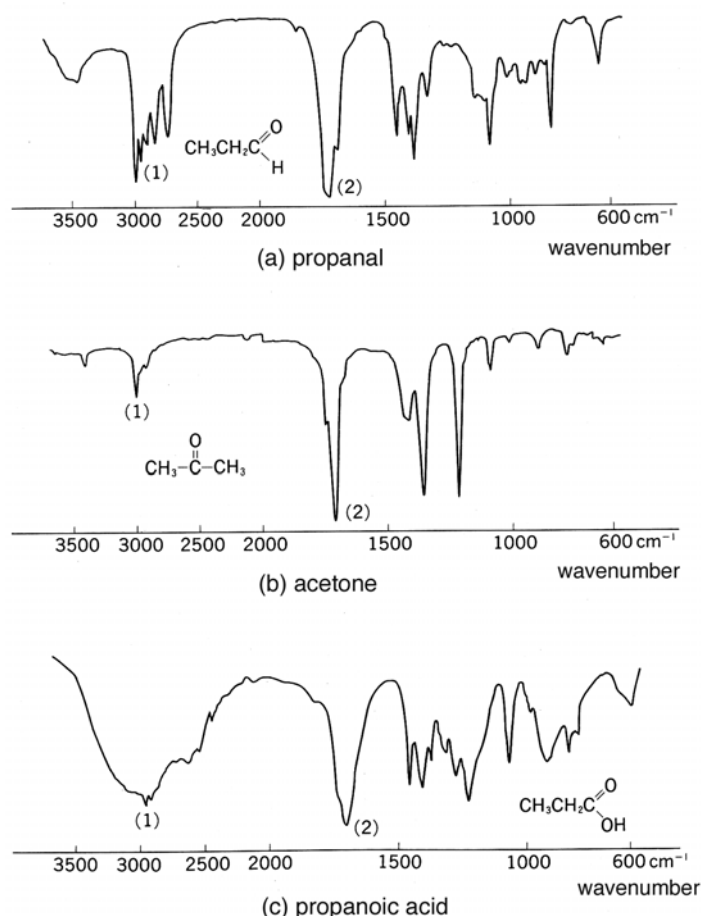 O
CH₃CH₂C
H
(1)
(2)
3500 3000 2500 2000 1500 1000 600 cm⁻¹
(a) propanal
wavenumber
(1)
O
CH₃-C-CH₃
(2)
3500 3000 2500 2000 1500 1000 600 cm⁻¹
(b) acetone
wavenumber
(1)
(2)
O
CH₃CH₂C
OH
3500 3000 2500 2000 1500 1000 600 cm⁻¹
wavenumber
(c) propanoic acid